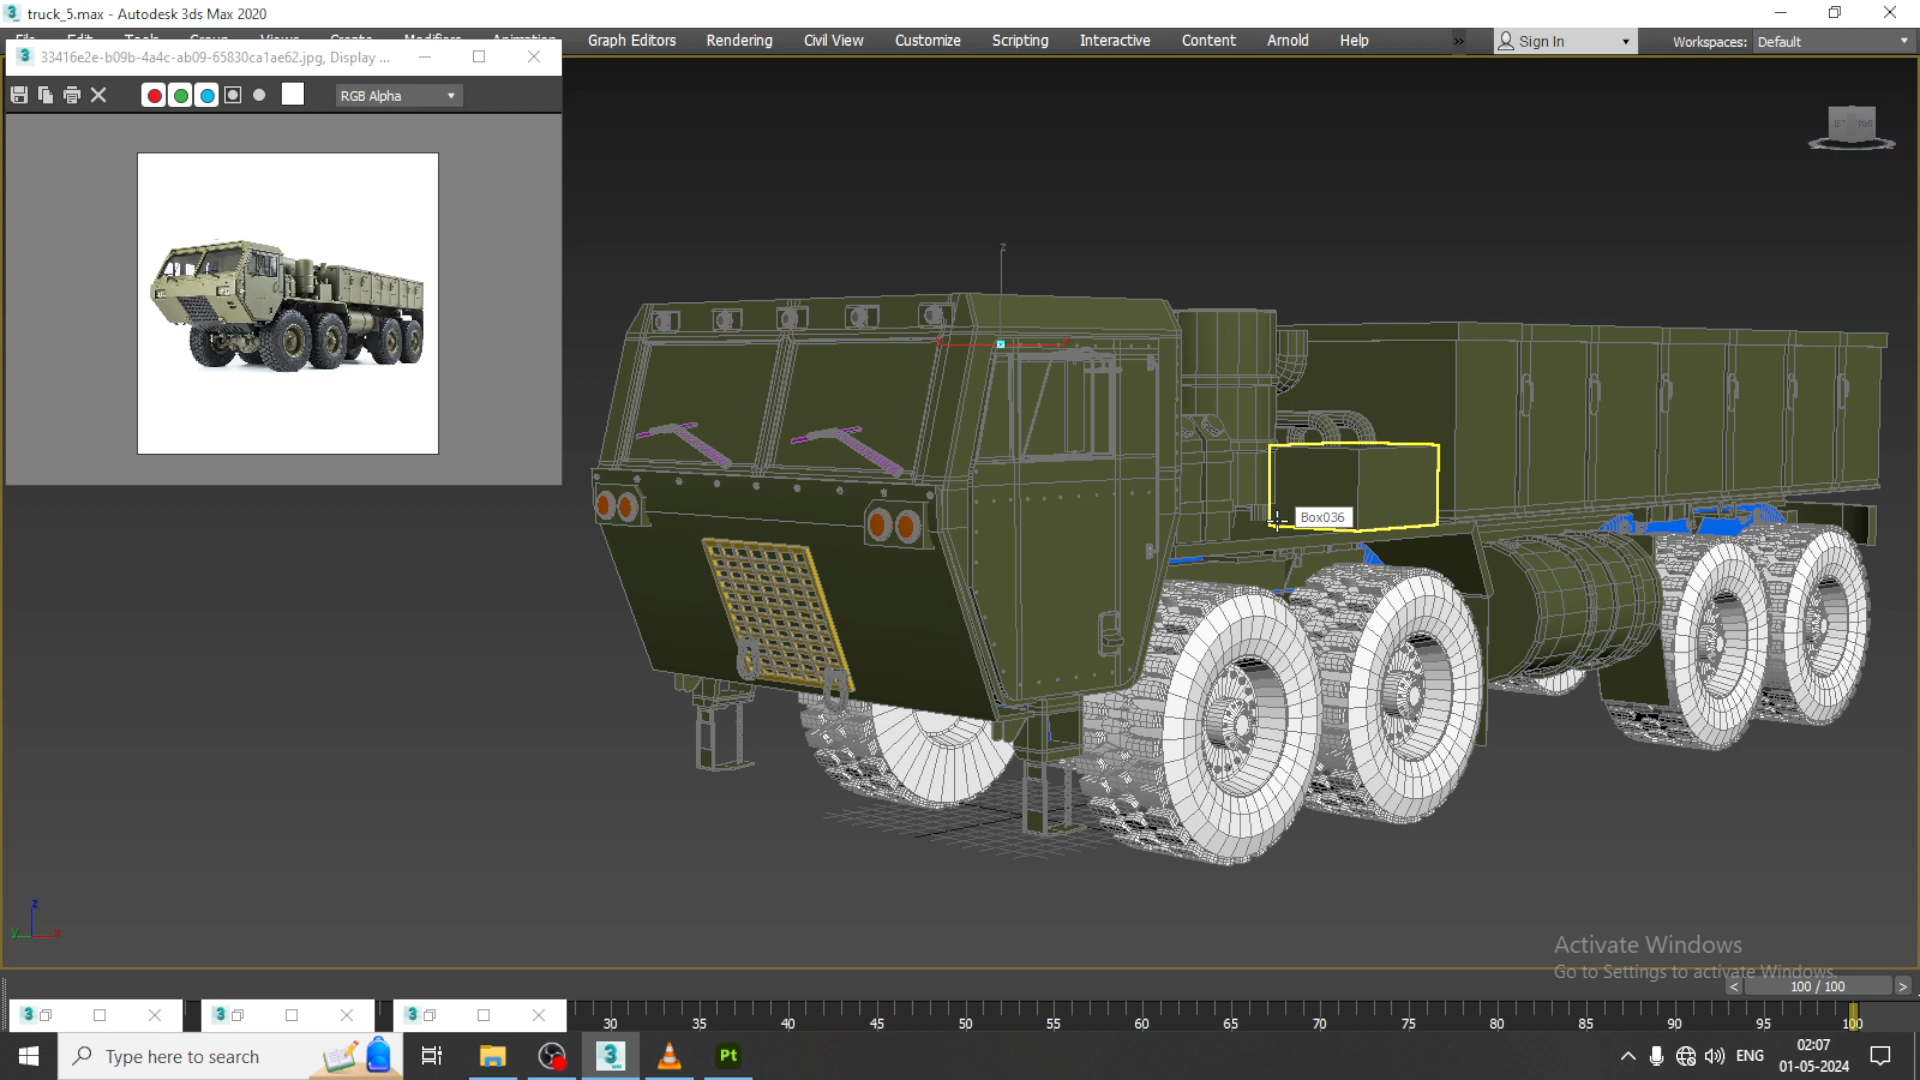 truck_5.max - Autodesk 3ds Max 2020
Graph Editors Rendering Civil View Customize Scripting Interactive Content Arnold Help
Sign In
Workspaces: Default
33416e2e-b09b-4a4c-ab09-65830ca1ae62.jpg, Display ...
RGB Alpha
z
Box036
z
y
x
Activate Windows
Go to Settings to activate Windows.
100 / 100
30 35 40 45 50 55 60 65 70 75 80 85 90 95 100
Type here to search
Pt
ENG
02:07
01-05-2024